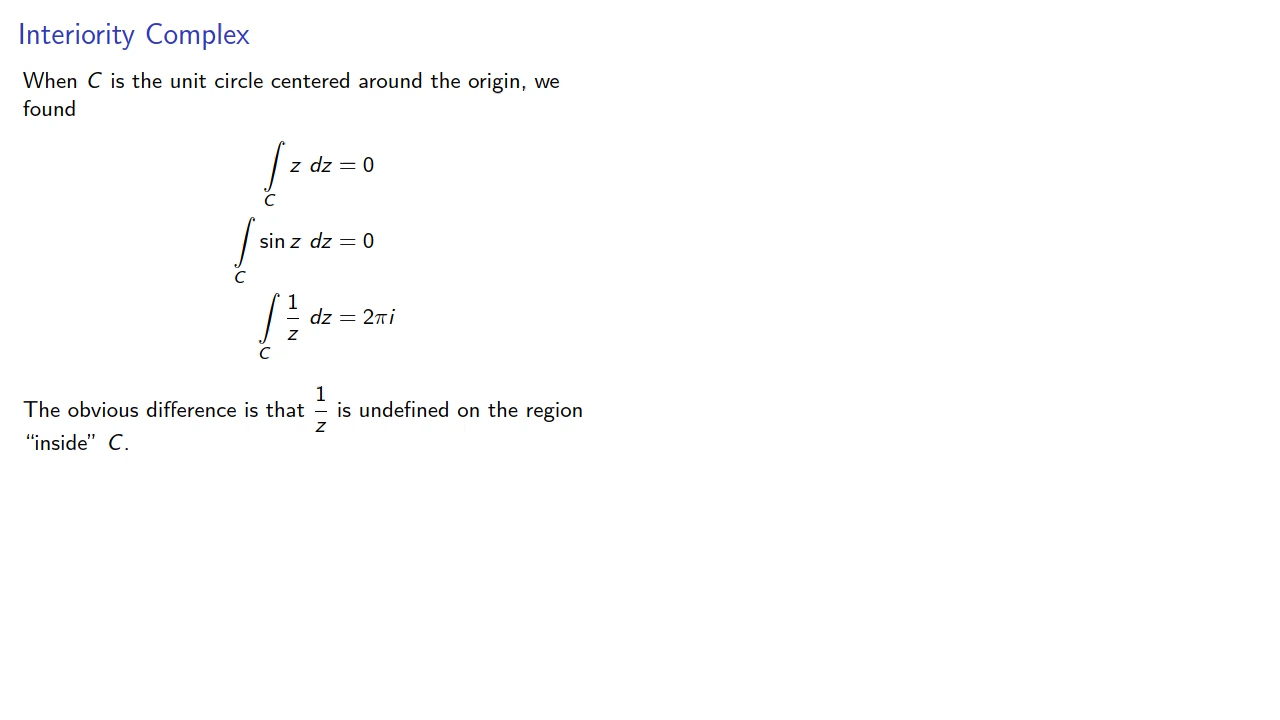 Interiority Complex
When C is the unit circle centered around the origin, we
found
∫_C z dz = 0
∫_C sin z dz = 0
∫_C 1/z dz = 2πi
The obvious difference is that 1/z is undefined on the region
“inside” C.